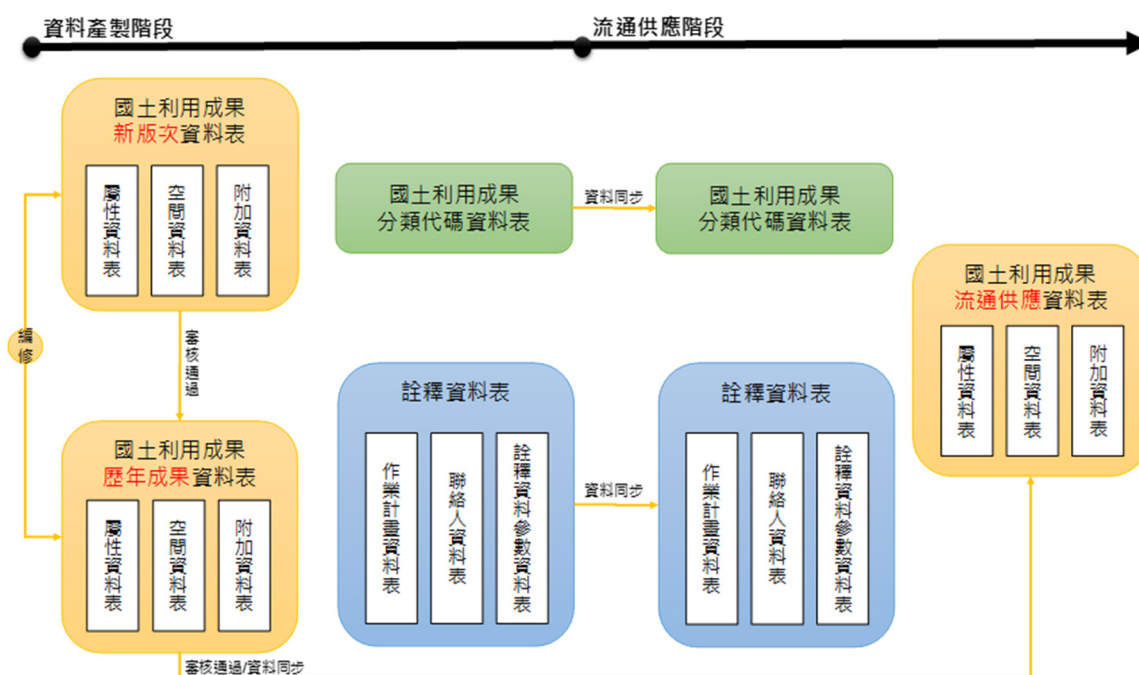 資料產製階段
流通供應階段
國土利用成果
新版次資料表
屬性資料表
空間資料表
附加資料表
編修
審核通過
國土利用成果
歷年成果資料表
屬性資料表
空間資料表
附加資料表
審核通過/資料同步
國土利用成果
分類代碼資料表
資料同步
國土利用成果
分類代碼資料表
詮釋資料表
作業計畫資料表
聯絡人資料表
詮釋資料參數資料表
資料同步
詮釋資料表
作業計畫資料表
聯絡人資料表
詮釋資料參數資料表
國土利用成果
流通供應資料表
屬性資料表
空間資料表
附加資料表